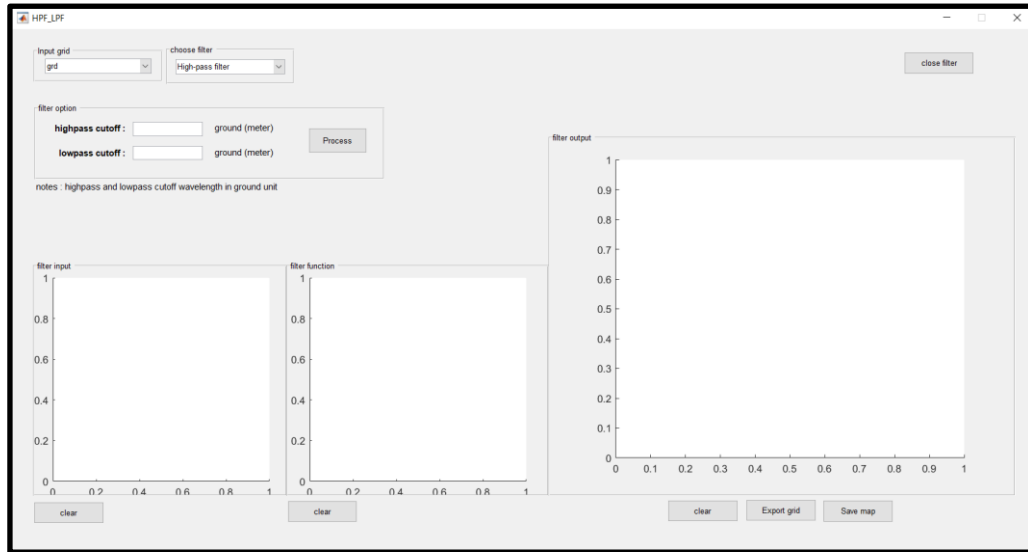 HPF_LPF
Input grid
grd
choose filter
High-pass filter
close filter
filter option
highpass cutoff :
ground (meter)
lowpass cutoff :
ground (meter)
Process
notes : highpass and lowpass cutoff wavelength in ground unit
filter input
1
0.8
0.6
0.4
0.2
0
0 0.2 0.4 0.6 0.8 1
clear
filter function
1
0.8
0.6
0.4
0.2
0
0 0.2 0.4 0.6 0.8 1
clear
filter output
1
0.9
0.8
0.7
0.6
0.5
0.4
0.3
0.2
0.1
0
0 0.1 0.2 0.3 0.4 0.5 0.6 0.7 0.8 0.9 1
clear
Export grid
Save map